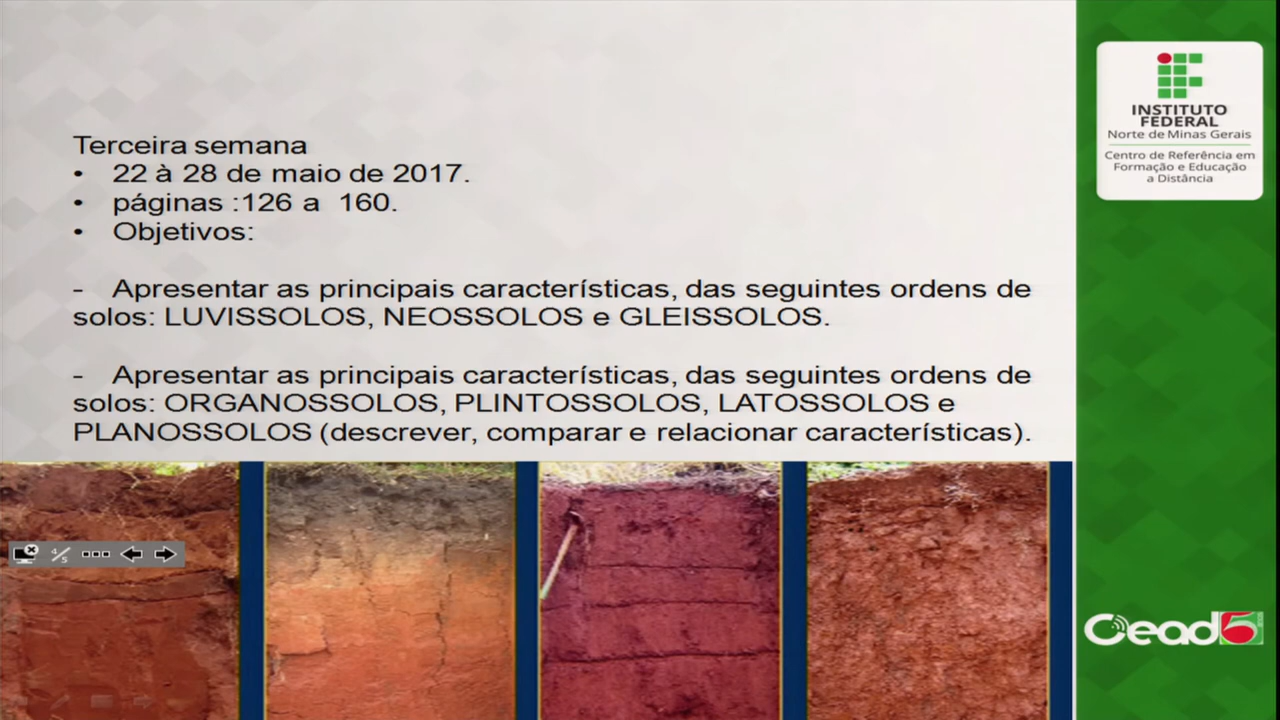 Terceira semana
• 22 à 28 de maio de 2017.
• páginas :126 a 160.
• Objetivos:
- Apresentar as principais características, das seguintes ordens de
solos: LUVISSOLOS, NEOSSOLOS e GLEISSOLOS.
- Apresentar as principais características, das seguintes ordens de
solos: ORGANOSSOLOS, PLINTOSSOLOS, LATOSSOLOS e
PLANOSSOLOS (descrever, comparar e relacionar características).
INSTITUTO
FEDERAL
Norte de Minas Gerais
Centro de Referência em
Formação e Educação
a Distância
4/5
Cead5